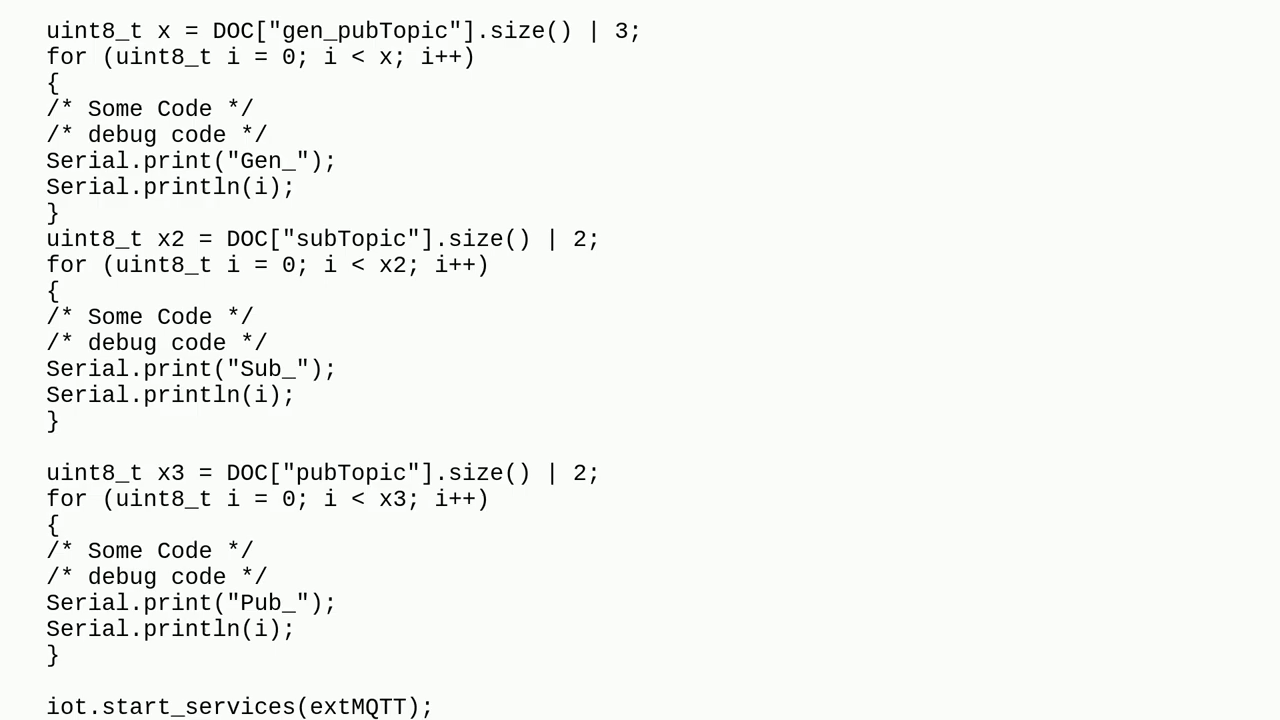 uint8_t x = DOC["gen_pubTopic"].size() | 3;
for (uint8_t i = 0; i < x; i++)
{
/* Some Code */
/* debug code */
Serial.print("Gen_");
Serial.println(i);
}
uint8_t x2 = DOC["subTopic"].size() | 2;
for (uint8_t i = 0; i < x2; i++)
{
/* Some Code */
/* debug code */
Serial.print("Sub_");
Serial.println(i);
}

uint8_t x3 = DOC["pubTopic"].size() | 2;
for (uint8_t i = 0; i < x3; i++)
{
/* Some Code */
/* debug code */
Serial.print("Pub_");
Serial.println(i);
}

iot.start_services(extMQTT);